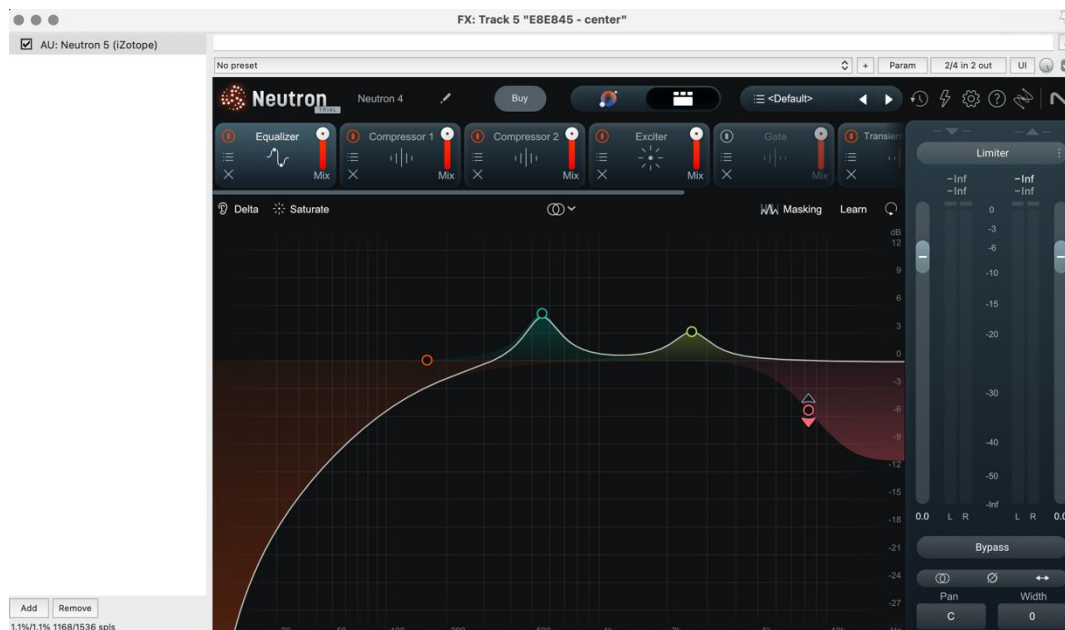 FX: Track 5 "E8E845 - center"
AU: Neutron 5 (iZotope)
No preset
+
Param
2/4 in 2 out
UI
Neutron
TRIAL
Neutron 4
Buy
<Default>
Equalizer
Compressor 1
Compressor 2
Exciter
Gate
Transien
Mix
Mix
Mix
Mix
Mix
Limiter
-Inf
-Inf
-Inf
-Inf
Delta
Saturate
Masking
Learn
dB
12
9
6
3
0
-3
-6
-9
-12
-15
-18
-21
-24
-27
0
-3
-6
-10
-15
-20
-30
-40
-50
-Inf
0.0
L R
L R
0.0
Bypass
Pan
Width
C
0
Add
Remove
1.1%/1.1% 1168/1536 spls